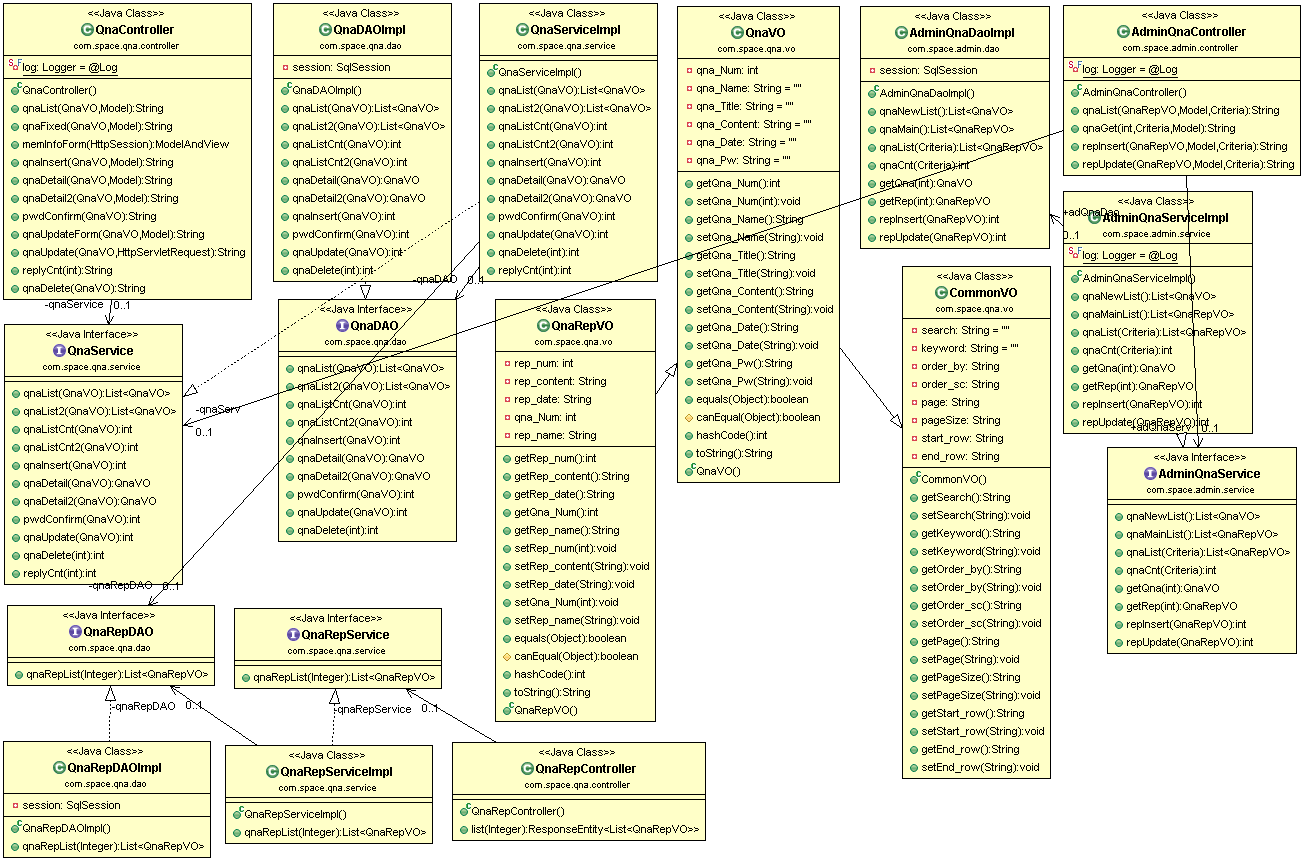 <<Java Class>>
QnaController
com.space.qna.controller
log: Logger = @Log
QnaController()
qnaList(QnaVO,Model):String
qnaFixed(QnaVO,Model):String
memInfoForm(HttpSession):ModelAndView
qnaInsert(QnaVO,Model):String
qnaDetail(QnaVO,Model):String
qnaDetail2(QnaVO,Model):String
pwdConfirm(QnaVO):String
qnaUpdateForm(QnaVO,Model):String
qnaUpdate(QnaVO,HttpServletRequest):String
replyCnt(int):String
qnaDelete(QnaVO):String
-qnaService
0..1
<<Java Class>>
QnaDAOImpl
com.space.qna.dao
session: SqlSession
QnaDAOImpl()
qnaList(QnaVO):List<QnaVO>
qnaList2(QnaVO):List<QnaVO>
qnaListCnt(QnaVO):int
qnaListCnt2(QnaVO):int
qnaDetail(QnaVO):QnaVO
qnaDetail2(QnaVO):QnaVO
qnaInsert(QnaVO):int
pwdConfirm(QnaVO):int
qnaUpdate(QnaVO):int
qnaDelete(int):int
<<Java Class>>
QnaServiceImpl
com.space.qna.service
QnaServiceImpl()
qnaList(QnaVO):List<QnaVO>
qnaList2(QnaVO):List<QnaVO>
qnaListCnt(QnaVO):int
qnaListCnt2(QnaVO):int
qnaInsert(QnaVO):int
qnaDetail(QnaVO):QnaVO
qnaDetail2(QnaVO):QnaVO
pwdConfirm(QnaVO):int
qnaUpdate(QnaVO):int
qnaDelete(int):int
replyCnt(int):int
-qnaDAO
0..1
<<Java Class>>
QnaVO
com.space.qna.vo
qna_Num: int
qna_Name: String = ""
qna_Title: String = ""
qna_Content: String = ""
qna_Date: String = ""
qna_Pw: String = ""
getQna_Num():int
setQna_Num(int):void
getQna_Name():String
setQna_Name(String):void
getQna_Title():String
setQna_Title(String):void
getQna_Content():String
setQna_Content(String):void
getQna_Date():String
setQna_Date(String):void
getQna_Pw():String
setQna_Pw(String):void
equals(Object):boolean
canEqual(Object):boolean
hashCode():int
toString():String
QnaVO()
<<Java Class>>
AdminQnaDaoImpl
com.space.admin.dao
session: SqlSession
AdminQnaDaoImpl()
qnaNewList():List<QnaVO>
qnaMain():List<QnaRepVO>
qnaList(Criteria):List<QnaRepVO>
qnaCnt(Criteria):int
getQna(int):QnaVO
getRep(int):QnaRepVO
repInsert(QnaRepVO):int
repUpdate(QnaRepVO):int
<<Java Class>>
AdminQnaController
com.space.admin.controller
log: Logger = @Log
AdminQnaController()
qnaList(QnaRepVO,Model,Criteria):String
qnaGet(int,Criteria,Model):String
repInsert(QnaRepVO,Model,Criteria):String
repUpdate(QnaRepVO,Model,Criteria):String
+adQnaDao
0..1
<<Java Class>>
AdminQnaServiceImpl
com.space.admin.service
log: Logger = @Log
AdminQnaServiceImpl()
qnaNewList():List<QnaVO>
qnaMainList():List<QnaRepVO>
qnaList(Criteria):List<QnaRepVO>
qnaCnt(Criteria):int
getQna(int):QnaVO
getRep(int):QnaRepVO
repInsert(QnaRepVO):int
repUpdate(QnaRepVO):int
+adQnaServ
0..1
<<Java Interface>>
QnaService
com.space.qna.service
qnaList(QnaVO):List<QnaVO>
qnaList2(QnaVO):List<QnaVO>
qnaListCnt(QnaVO):int
qnaListCnt2(QnaVO):int
qnaInsert(QnaVO):int
qnaDetail(QnaVO):QnaVO
qnaDetail2(QnaVO):QnaVO
pwdConfirm(QnaVO):int
qnaUpdate(QnaVO):int
qnaDelete(int):int
replyCnt(int):int
-qnaServ
0..1
<<Java Interface>>
QnaDAO
com.space.qna.dao
qnaList(QnaVO):List<QnaVO>
qnaList2(QnaVO):List<QnaVO>
qnaListCnt(QnaVO):int
qnaListCnt2(QnaVO):int
qnaInsert(QnaVO):int
qnaDetail(QnaVO):QnaVO
qnaDetail2(QnaVO):QnaVO
pwdConfirm(QnaVO):int
qnaUpdate(QnaVO):int
qnaDelete(int):int
<<Java Class>>
QnaRepVO
com.space.qna.vo
rep_num: int
rep_content: String
rep_date: String
qna_Num: int
rep_name: String
getRep_num():int
getRep_content():String
getRep_date():String
getQna_Num():int
getRep_name():String
setRep_num(int):void
setRep_content(String):void
setRep_date(String):void
setQna_Num(int):void
setRep_name(String):void
equals(Object):boolean
canEqual(Object):boolean
hashCode():int
toString():String
QnaRepVO()
<<Java Class>>
CommonVO
com.space.qna.vo
search: String = ""
keyword: String = ""
order_by: String
order_sc: String
page: String
pageSize: String
start_row: String
end_row: String
CommonVO()
getSearch():String
setSearch(String):void
getKeyword():String
setKeyword(String):void
getOrder_by():String
setOrder_by(String):void
getOrder_sc():String
setOrder_sc(String):void
getPage():String
setPage(String):void
getPageSize():String
setPageSize(String):void
getStart_row():String
setStart_row(String):void
getEnd_row():String
setEnd_row(String):void
<<Java Interface>>
AdminQnaService
com.space.admin.service
qnaNewList():List<QnaVO>
qnaMainList():List<QnaRepVO>
qnaList(Criteria):List<QnaRepVO>
qnaCnt(Criteria):int
getQna(int):QnaVO
getRep(int):QnaRepVO
repInsert(QnaRepVO):int
repUpdate(QnaRepVO):int
-qnaRepDAO
0..1
<<Java Interface>>
QnaRepDAO
com.space.qna.dao
qnaRepList(Integer):List<QnaRepVO>
-qnaRepDAO
0..1
<<Java Interface>>
QnaRepService
com.space.qna.service
qnaRepList(Integer):List<QnaRepVO>
-qnaRepService
0..1
<<Java Class>>
QnaRepDAOImpl
com.space.qna.dao
session: SqlSession
QnaRepDAOImpl()
qnaRepList(Integer):List<QnaRepVO>
<<Java Class>>
QnaRepServiceImpl
com.space.qna.service
QnaRepServiceImpl()
qnaRepList(Integer):List<QnaRepVO>
<<Java Class>>
QnaRepController
com.space.qna.controller
QnaRepController()
list(Integer):ResponseEntity<List<QnaRepVO>>